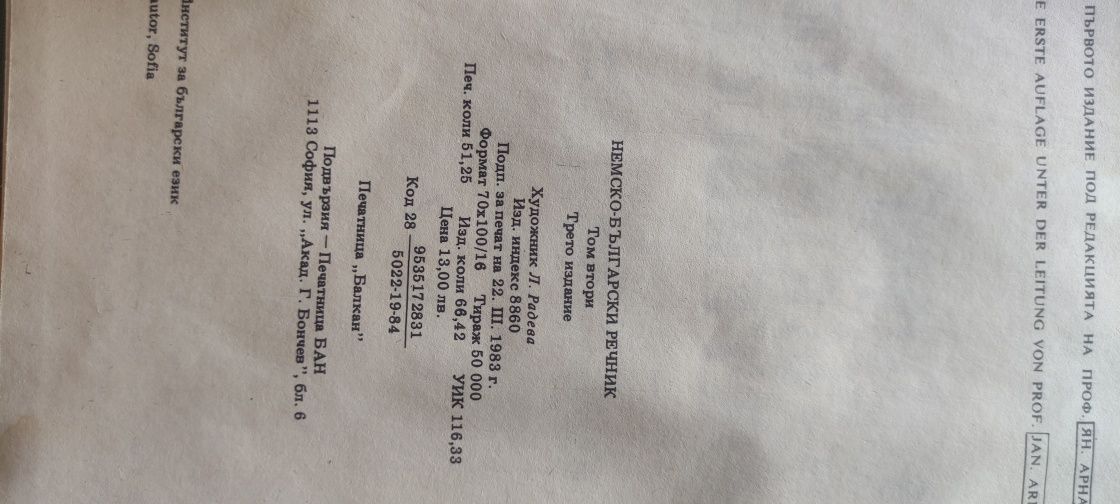 ПЪРВОТО ИЗДАНИЕ ПОД РЕДАКЦИЯТА НА ПРОФ. ЯН.
ERSTE AUFLAGE UNTER DER LEITUNG VON PROF. JAN.
НЕМСКО-БЪЛГАРСКИ РЕЧНИК
Том втори
Трето издание
Художник Л. Радева
Изд. индекс 8860
Подп. за печат на 22. III. 1983 г.
Формат 70x100/16 Тираж 50 000
Печ. коли 51,25 Изд. коли 66,42 УИК 116,33
Цена 13,00 лв.
Код 28 9535172831
5022-19-84
Печатница „Балкан"
Подвързия — Печатница БАН
1113 София, ул. „Акад. Г. Бончев", бл. 6
Институт за български език
autor, Sofia